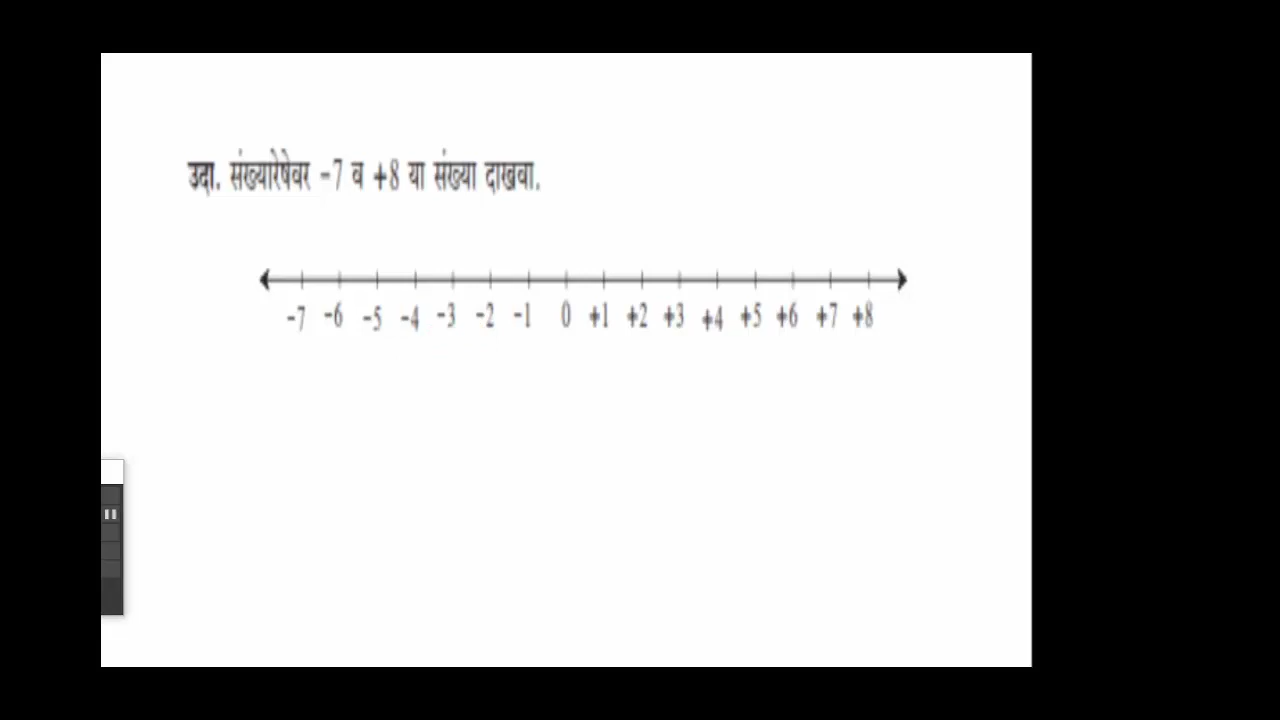 उदा. संख्यारेषेवर -7 व +8 या संख्या दाखवा.
-7 -6 -5 -4 -3 -2 -1 0 +1 +2 +3 +4 +5 +6 +7 +8